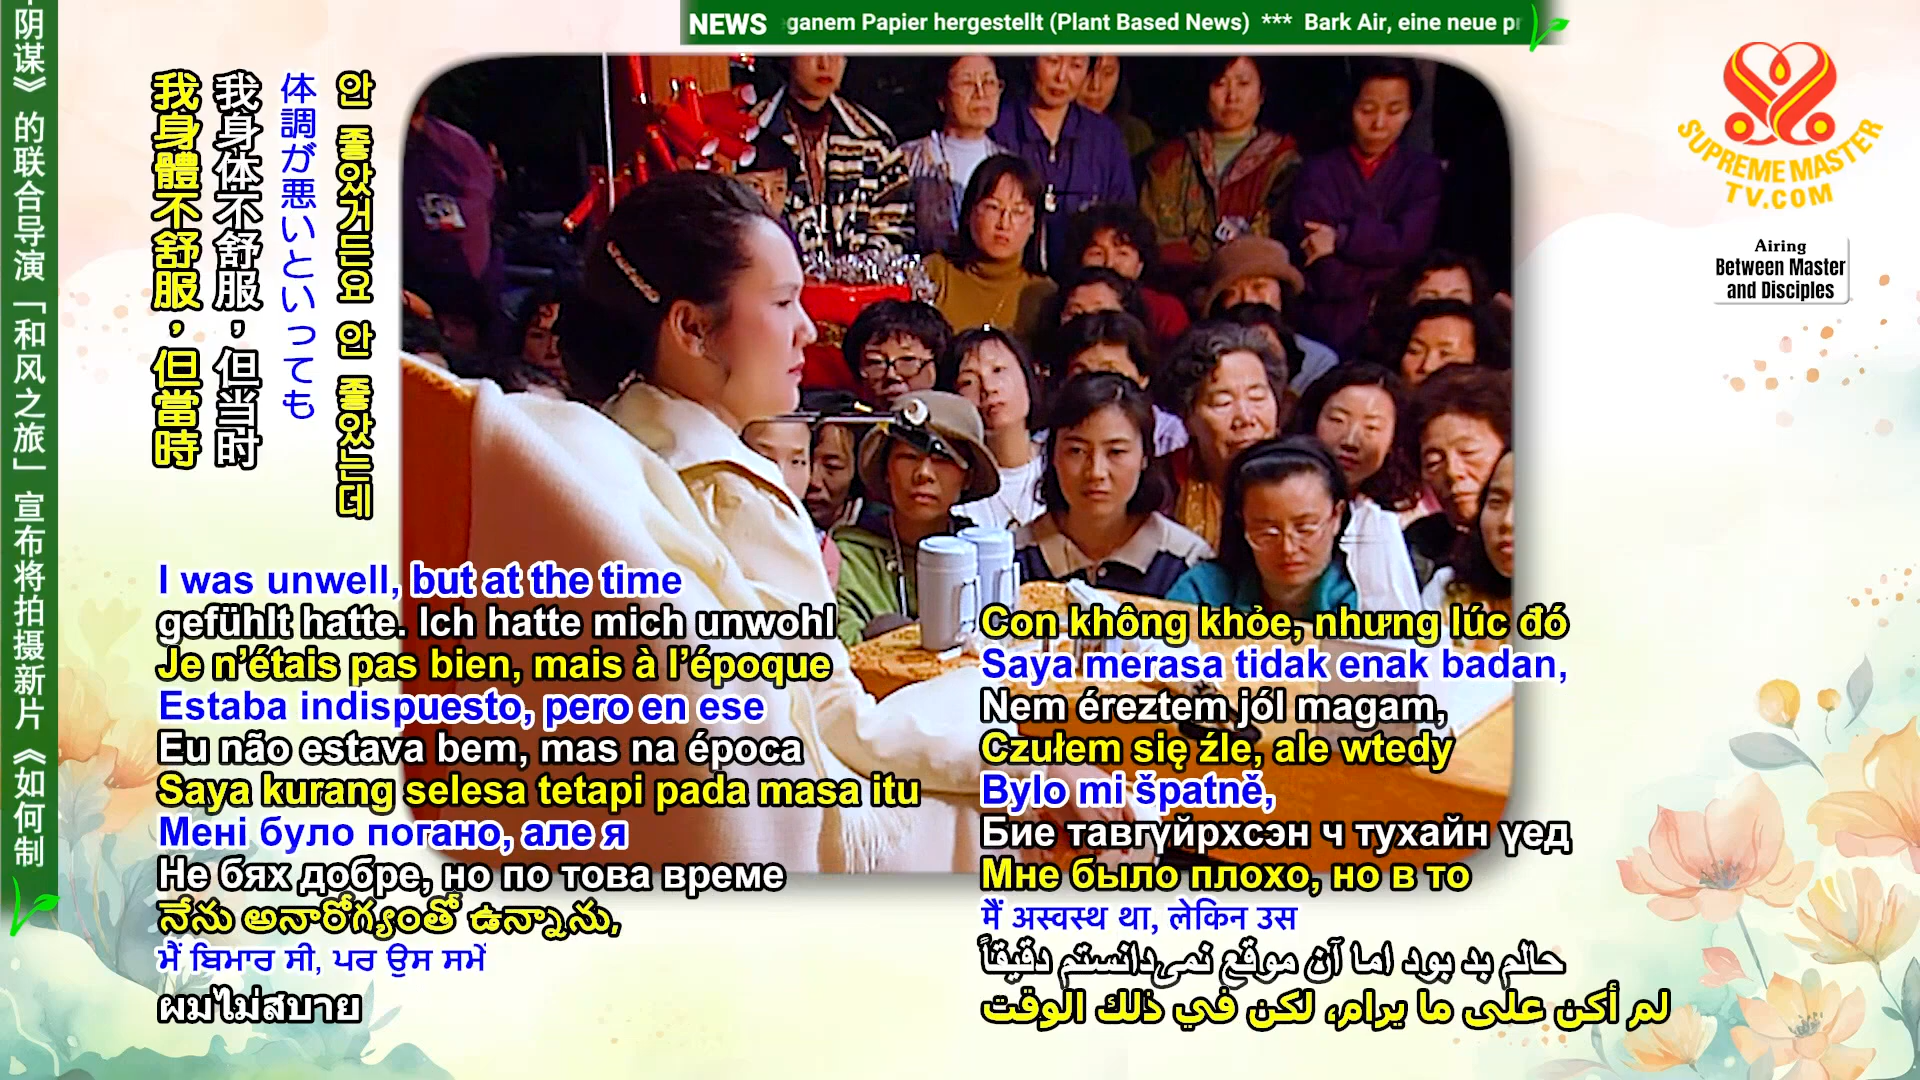 NEWS
ganem Papier hergestellt (Plant Based News) *** Bark Air, eine neue
阴谋》的联合导演「和风之旅」宣布将拍摄新片《如何制
我身體不舒服，但當時
我身体不舒服，但当时
体調が悪いといっても
안 좋았거든요 안 좋았는데
SUPREME MASTER
TV.COM
Airing
Between Master
and Disciples
I was unwell, but at the time
gefühlt hatte. Ich hatte mich unwohl
Je n’étais pas bien, mais à l’époque
Estaba indispuesto, pero en ese
Eu não estava bem, mas na época
Saya kurang selesa tetapi pada masa itu
Мені було погано, але я
Не бях добре, но по това време
నేను అనారోగ్యంతో ఉన్నాను,
ਮੈਂ ਬਿਮਾਰ ਸੀ, ਪਰ ਉਸ ਸਮੇਂ
ผมไม่สบาย
Con không khỏe, nhưng lúc đó
Saya merasa tidak enak badan,
Nem éreztem jól magam,
Czułem się źle, ale wtedy
Bylo mi špatně,
Бие тавгүйрхсэн ч тухайн үед
Мне было плохо, но в то
मैं अस्वस्थ था, लेकिन उस
حالم بد بود اما آن موقع نمی‌دانستم دقیقاً
لم أكن على ما يرام، لكن في ذلك الوقت